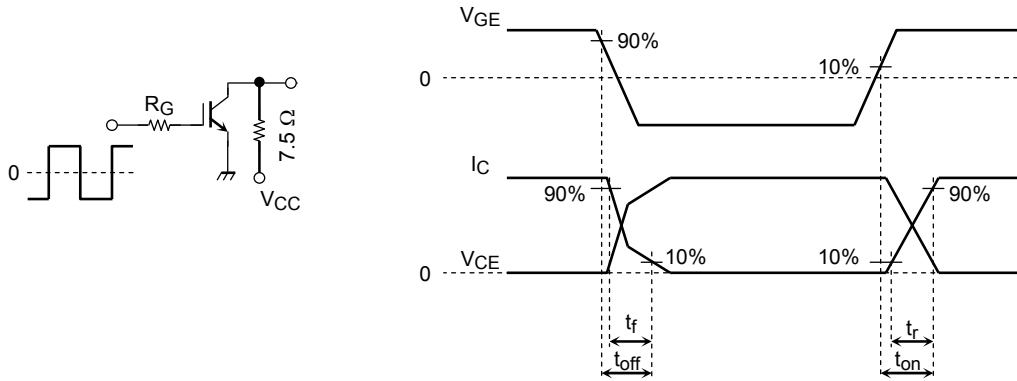 R_G
0
7.5 Ω
V_CC
V_GE
90%
10%
0
I_C
90%
90%
V_CE
10%
10%
0
t_f
t_r
t_off
t_on